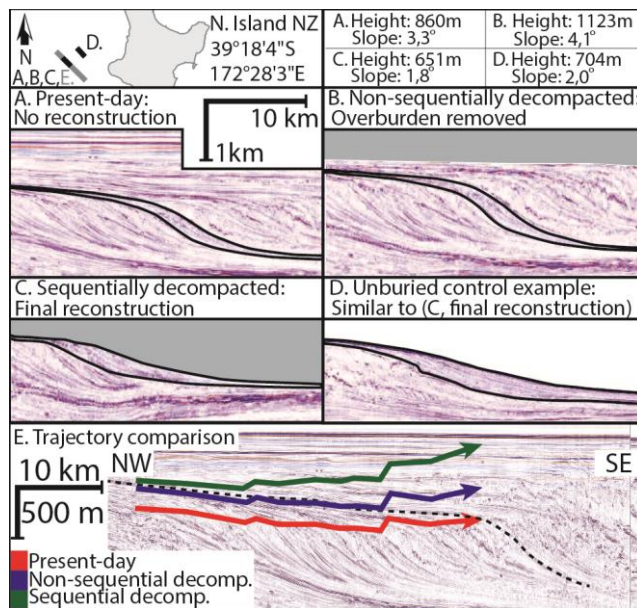 N
D.
A,B,C,E.
N. Island NZ
39°18'4"S
172°28'3"E
A. Height: 860m
Slope: 3,3°
B. Height: 1123m
Slope: 4,1°
C. Height: 651m
Slope: 1,8°
D. Height: 704m
Slope: 2,0°
A. Present-day:
No reconstruction
10 km
1km
B. Non-sequentially decompacted:
Overburden removed
C. Sequentially decompacted:
Final reconstruction
D. Unburied control example:
Similar to (C, final reconstruction)
E. Trajectory comparison
10 km
NW
SE
500 m
Present-day
Non-sequential decomp.
Sequential decomp.